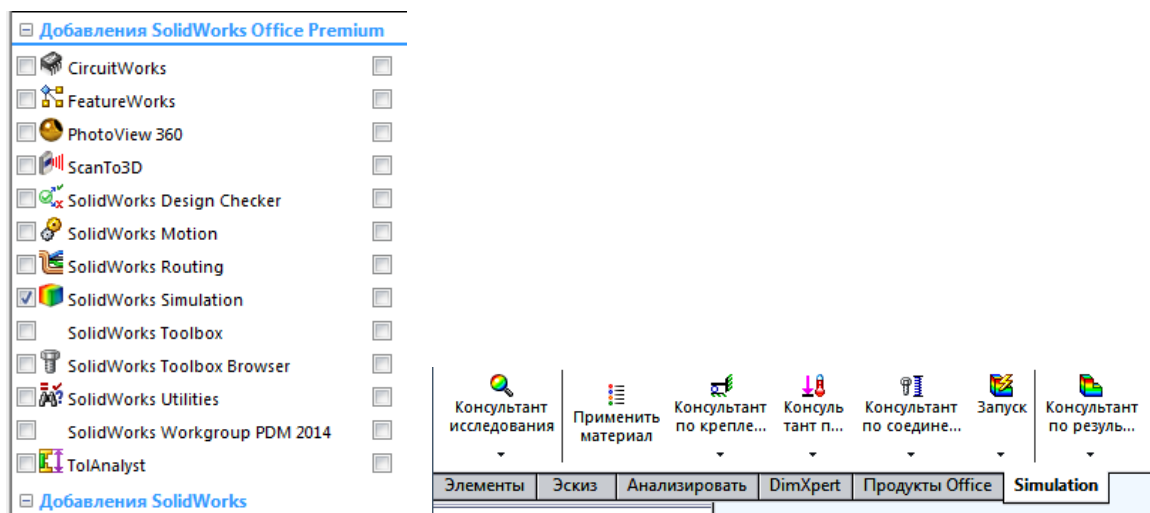 Добавления SolidWorks Office Premium
CircuitWorks
FeatureWorks
PhotoView 360
ScanTo3D
SolidWorks Design Checker
SolidWorks Motion
SolidWorks Routing
SolidWorks Simulation
SolidWorks Toolbox
SolidWorks Toolbox Browser
SolidWorks Utilities
SolidWorks Workgroup PDM 2014
TolAnalyst
Добавления SolidWorks
Консультант
исследования
Применить
материал
Консультант
по крепле...
Консуль
тант п...
Консультант
по соедине...
Запуск
Консультант
по резуль...
Элементы Эскиз Анализировать DimXpert Продукты Office Simulation